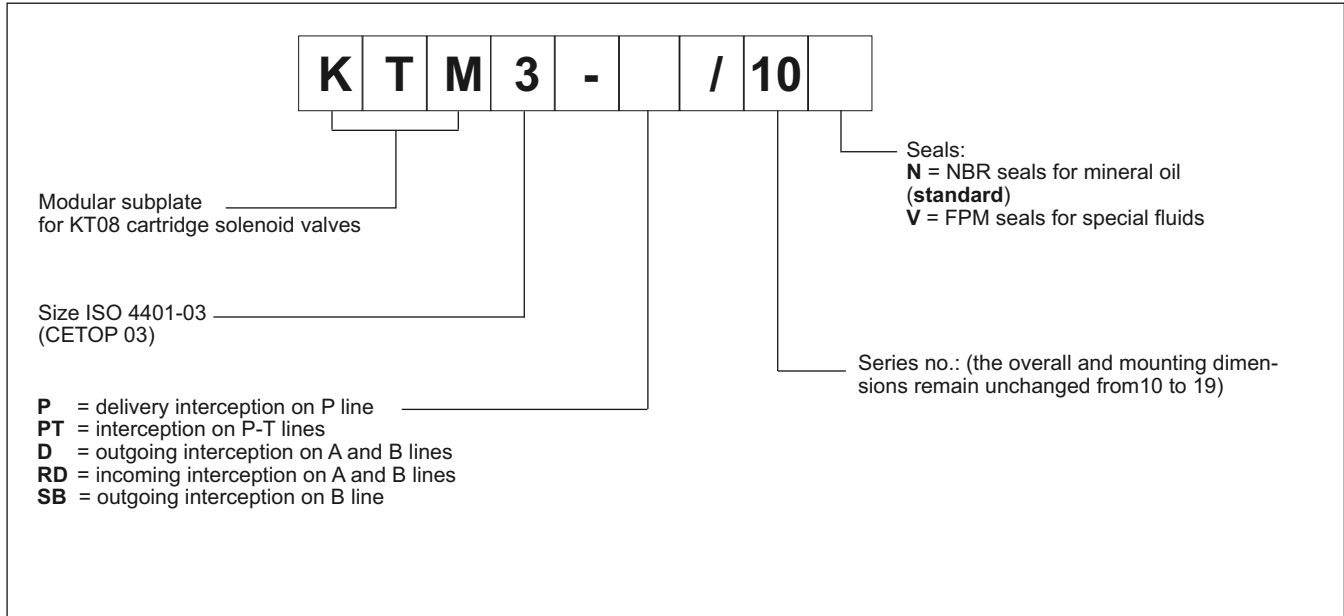 K T M 3 - / 10
Modular subplate
for KT08 cartridge solenoid valves
Size ISO 4401-03
(CETOP 03)
P = delivery interception on P line
PT = interception on P-T lines
D = outgoing interception on A and B lines
RD = incoming interception on A and B lines
SB = outgoing interception on B line
Seals:
N = NBR seals for mineral oil
(standard)
V = FPM seals for special fluids
Series no.: (the overall and mounting dimen-
sions remain unchanged from10 to 19)